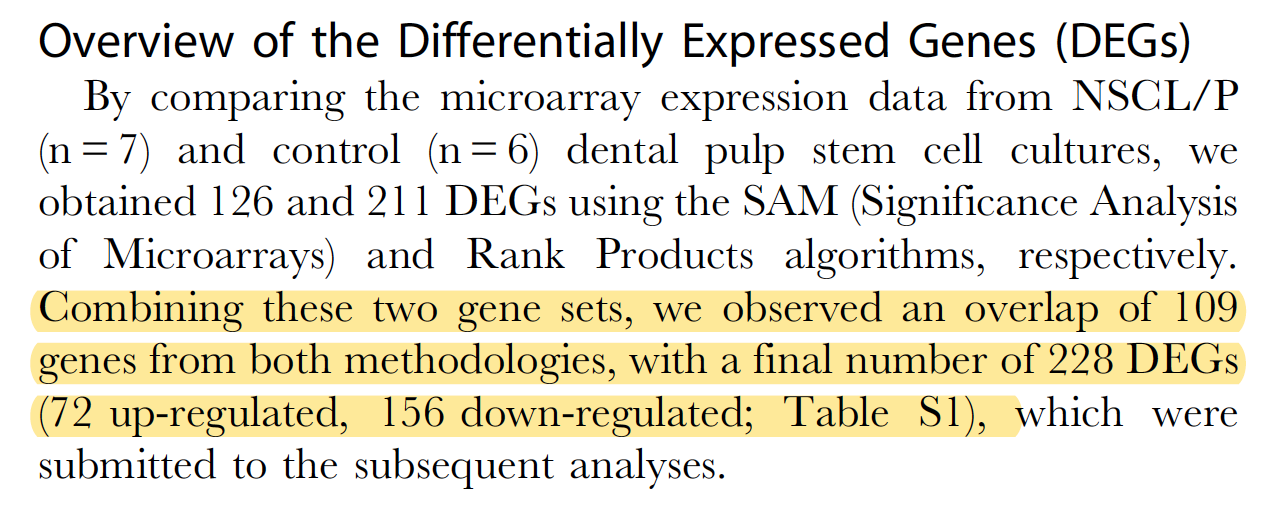 Overview of the Differentially Expressed Genes (DEGs)
By comparing the microarray expression data from NSCL/P
(n = 7) and control (n = 6) dental pulp stem cell cultures, we
obtained 126 and 211 DEGs using the SAM (Significance Analysis
of Microarrays) and Rank Products algorithms, respectively.
Combining these two gene sets, we observed an overlap of 109
genes from both methodologies, with a final number of 228 DEGs
(72 up-regulated, 156 down-regulated; Table S1), which were
submitted to the subsequent analyses.